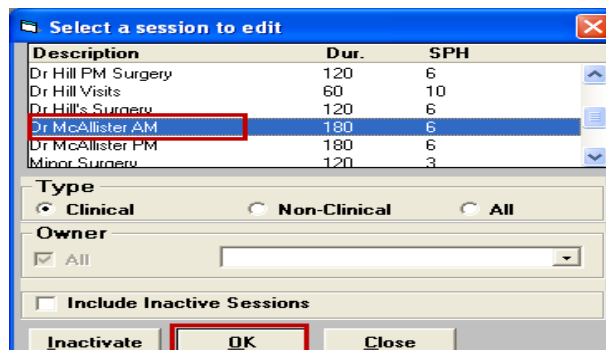 Select a session to edit
Description Dur. SPH
Dr Hill PM Surgery 120 6
Dr Hill Visits 60 10
Dr Hill's Surgery 120 6
Dr McAllister AM 180 6
Dr McAllister PM 180 6
Minor Surgery 120 3
Type
Clinical Non-Clinical All
Owner
All
Include Inactive Sessions
Inactivate OK Close